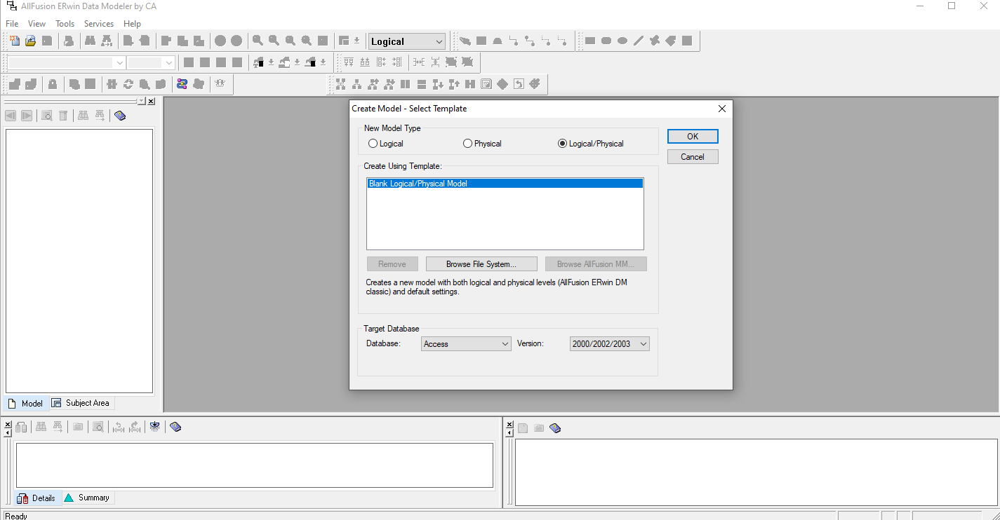 AllFusion ERwin Data Modeler by CA
File View Tools Services Help
Logical
Create Model - Select Template
New Model Type
Logical Physical Logical/Physical
OK
Cancel
Create Using Template:
Blank Logical/Physical Model
Remove Browse File System... Browse AllFusion MM...
Creates a new model with both logical and physical levels (AllFusion ERwin DM
classic) and default settings.
Target Database
Database: Access Version: 2000/2002/2003
Model Subject Area
Details Summary
Ready